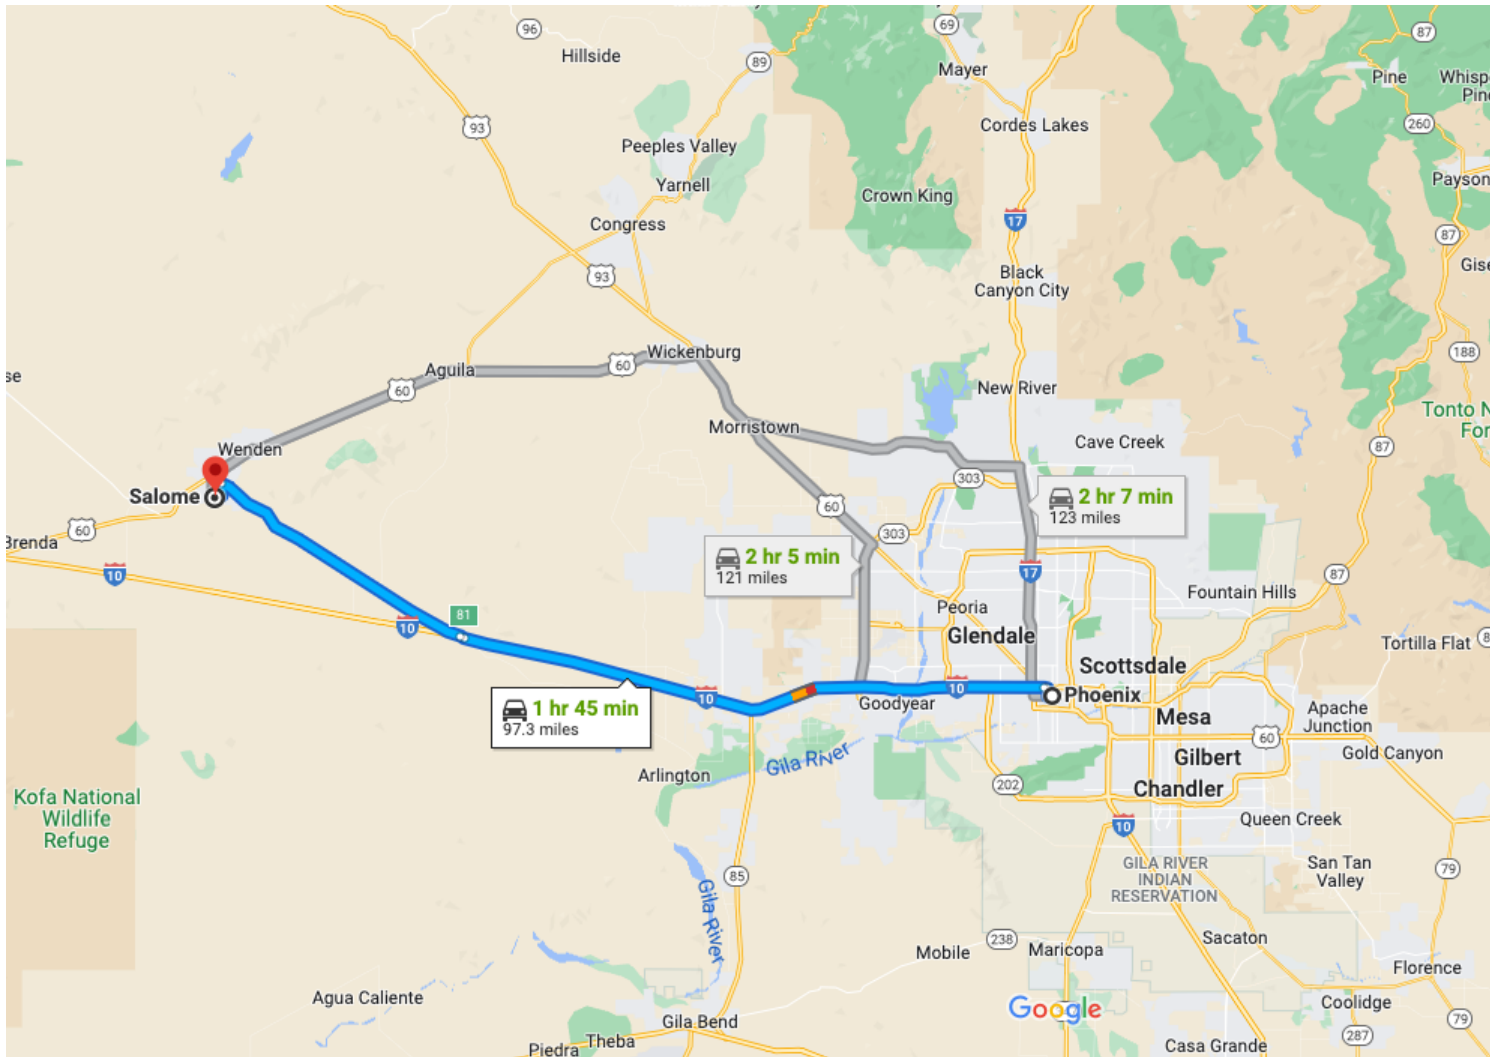 96
Hillside
69
87
89
Mayer
Pine
Whisp
Pin
93
Cordes Lakes
260
Peeples Valley
Yarnell
Payson
Crown King
Congress
17
87
Gise
93
Black
Canyon City
Wickenburg
188
60
Aguila
se
60
New River
Tonto N
For
Morristown
Cave Creek
87
Wenden
303
2 hr 7 min
123 miles
Salome
60
60
303
Brenda
2 hr 5 min
121 miles
10
17
87
Fountain Hills
Peoria
81
10
Glendale
Tortilla Flat
8
Scottsdale
10
10
Phoenix
Goodyear
1 hr 45 min
97.3 miles
Mesa
Apache
Junction
60
Gold Canyon
Gilbert
Gila River
Arlington
202
Chandler
Kofa National
Wildlife
Refuge
10
Queen Creek
GILA RIVER
INDIAN
RESERVATION
San Tan
Valley
79
85
Gila River
238
Mobile
Maricopa
Sacaton
Florence
Agua Caliente
Google
Coolidge
79
Gila Bend
287
Theba
Piedra
Casa Grande